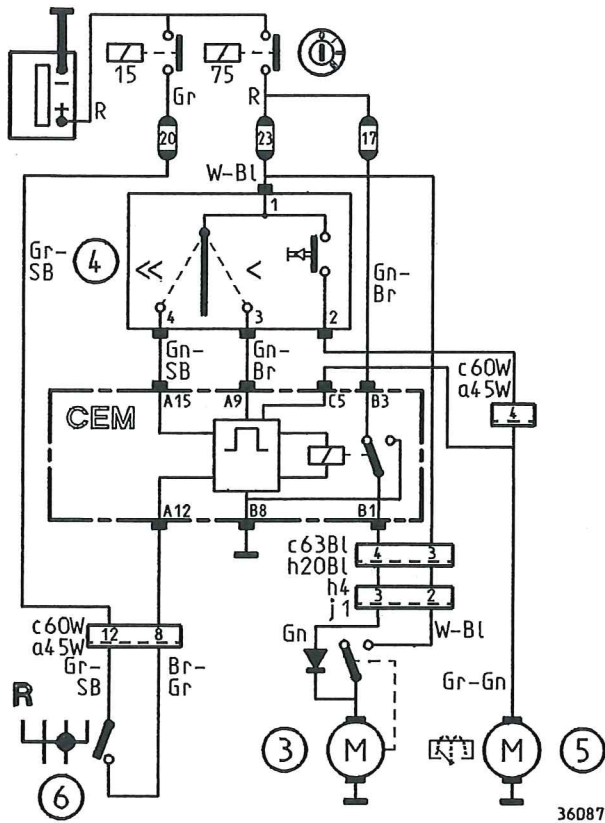 15
75
0
I
II
S
−
+
R
Gr
R
20
23
17
W-Bl
1
Gr-
SB
4
<<
<
Gn-
Br
4
3
2
Gn-
SB
Gn-
Br
c60W
a45W
4
A15
A9
C5
B3
CEM
A12
B8
B1
c63Bl
h20Bl
4
3
h4
j1
3
2
c60W
a45W
12
8
Gn
W-Bl
Gr-
SB
Br-
Gr
Gr-Gn
R
3
M
M
5
6
36087